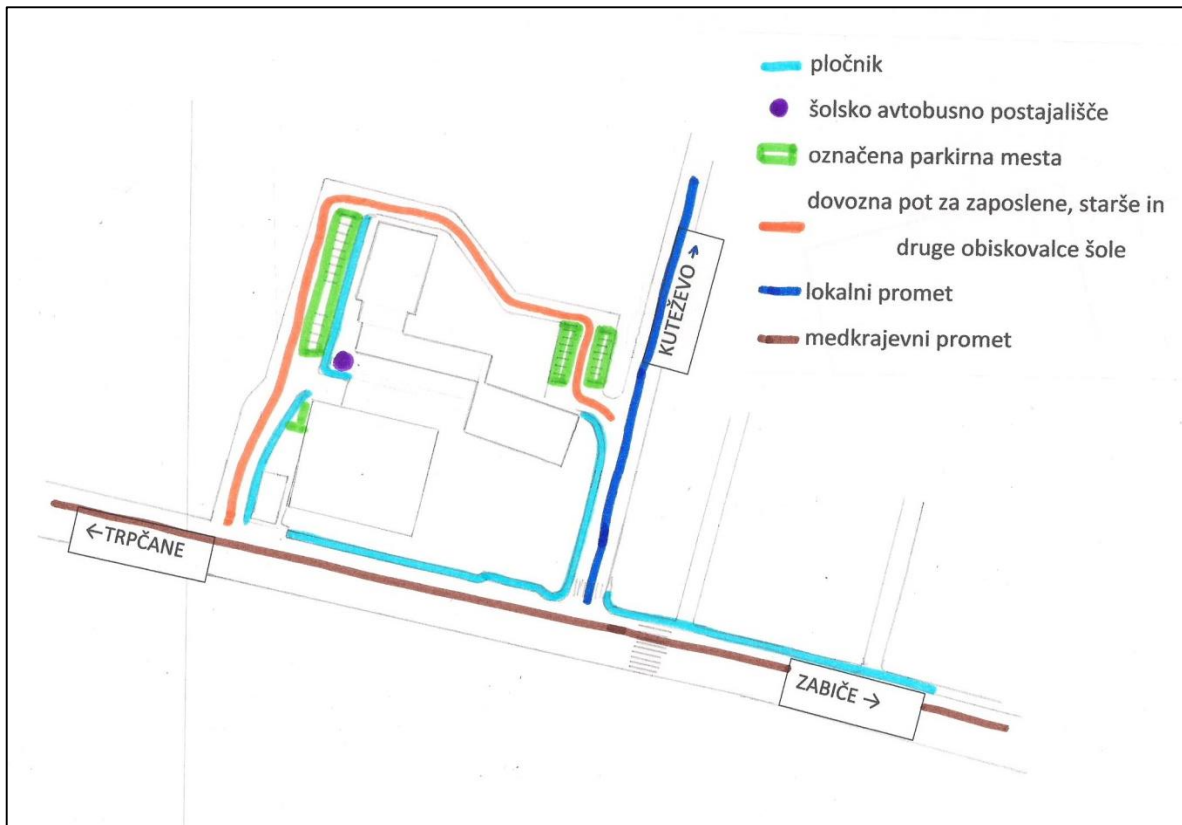 pločnik
šolsko avtobusno postajališče
označena parkirna mesta
dovozna pot za zaposlene, starše in
druge obiskovalce šole
lokalni promet
medkrajevni promet
KUTEŽEVO →
←TRPČANE
ZABIČE →